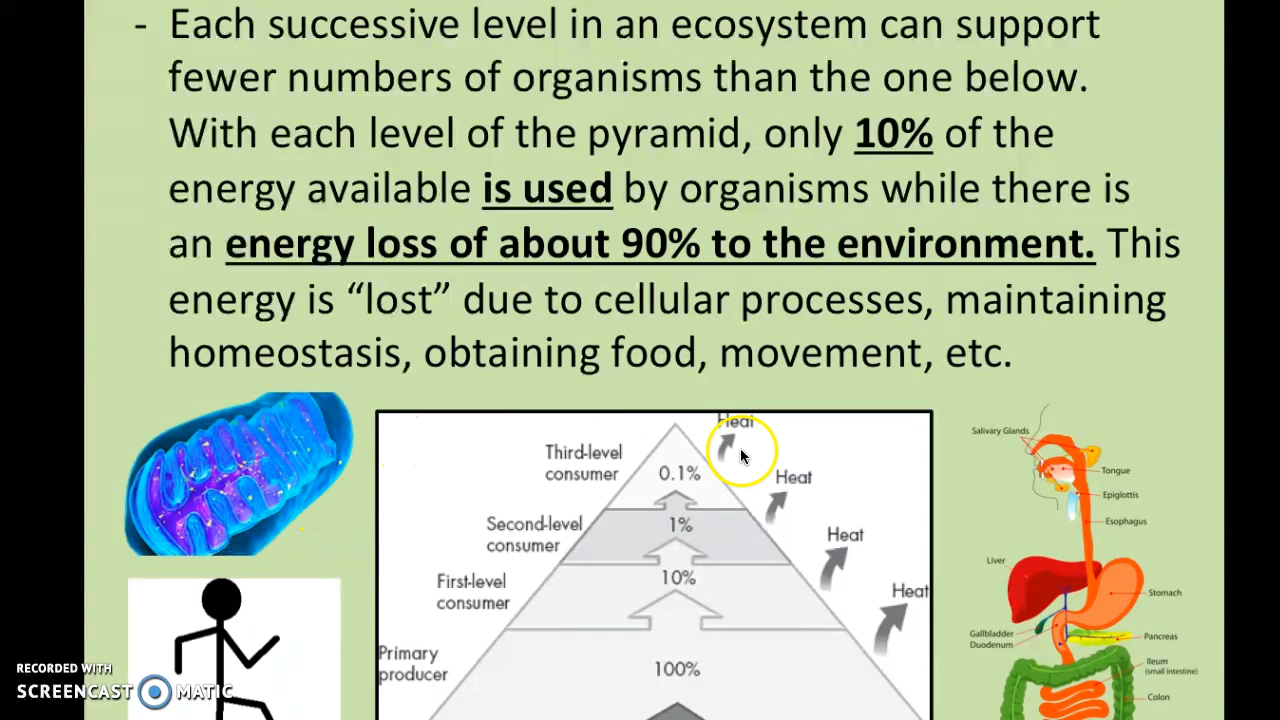 - Each successive level in an ecosystem can support
fewer numbers of organisms than the one below.
With each level of the pyramid, only 10% of the
energy available is used by organisms while there is
an energy loss of about 90% to the environment. This
energy is “lost” due to cellular processes, maintaining
homeostasis, obtaining food, movement, etc.
Heat
Third-level
consumer
0.1%
Heat
Second-level
consumer
1%
Heat
First-level
consumer
10%
Heat
Primary
producer
100%
Salivary Glands
Tongue
Epiglottis
Esophagus
Liver
Stomach
Gallbladder
Duodenum
Pancreas
Ileum
(small intestine)
Colon
RECORDED WITH
SCREENCAST MATIC